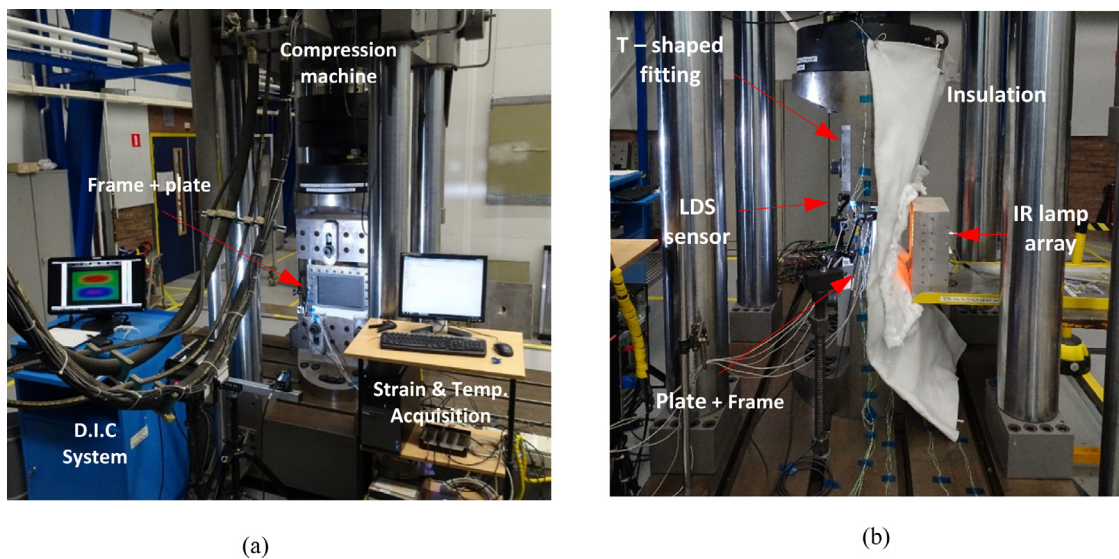 Compression
machine
Frame + plate
D.I.C
System
Strain & Temp.
Acquisition
(a)
T – shaped
fitting
Insulation
LDS
sensor
IR lamp
array
Plate + Frame
(b)